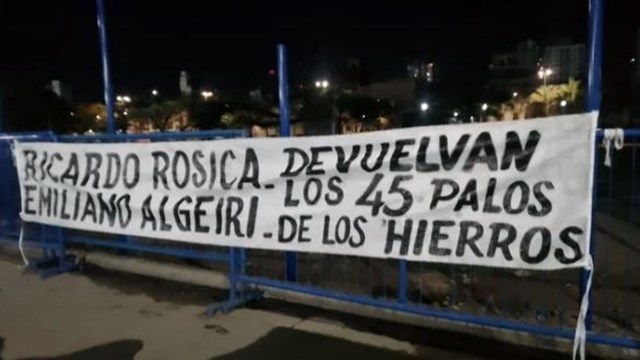 RICARDO ROSICA - DEVUELVAN
EMILIANO ALGEIRI - LOS 45 PALOS
DE LOS HIERROS